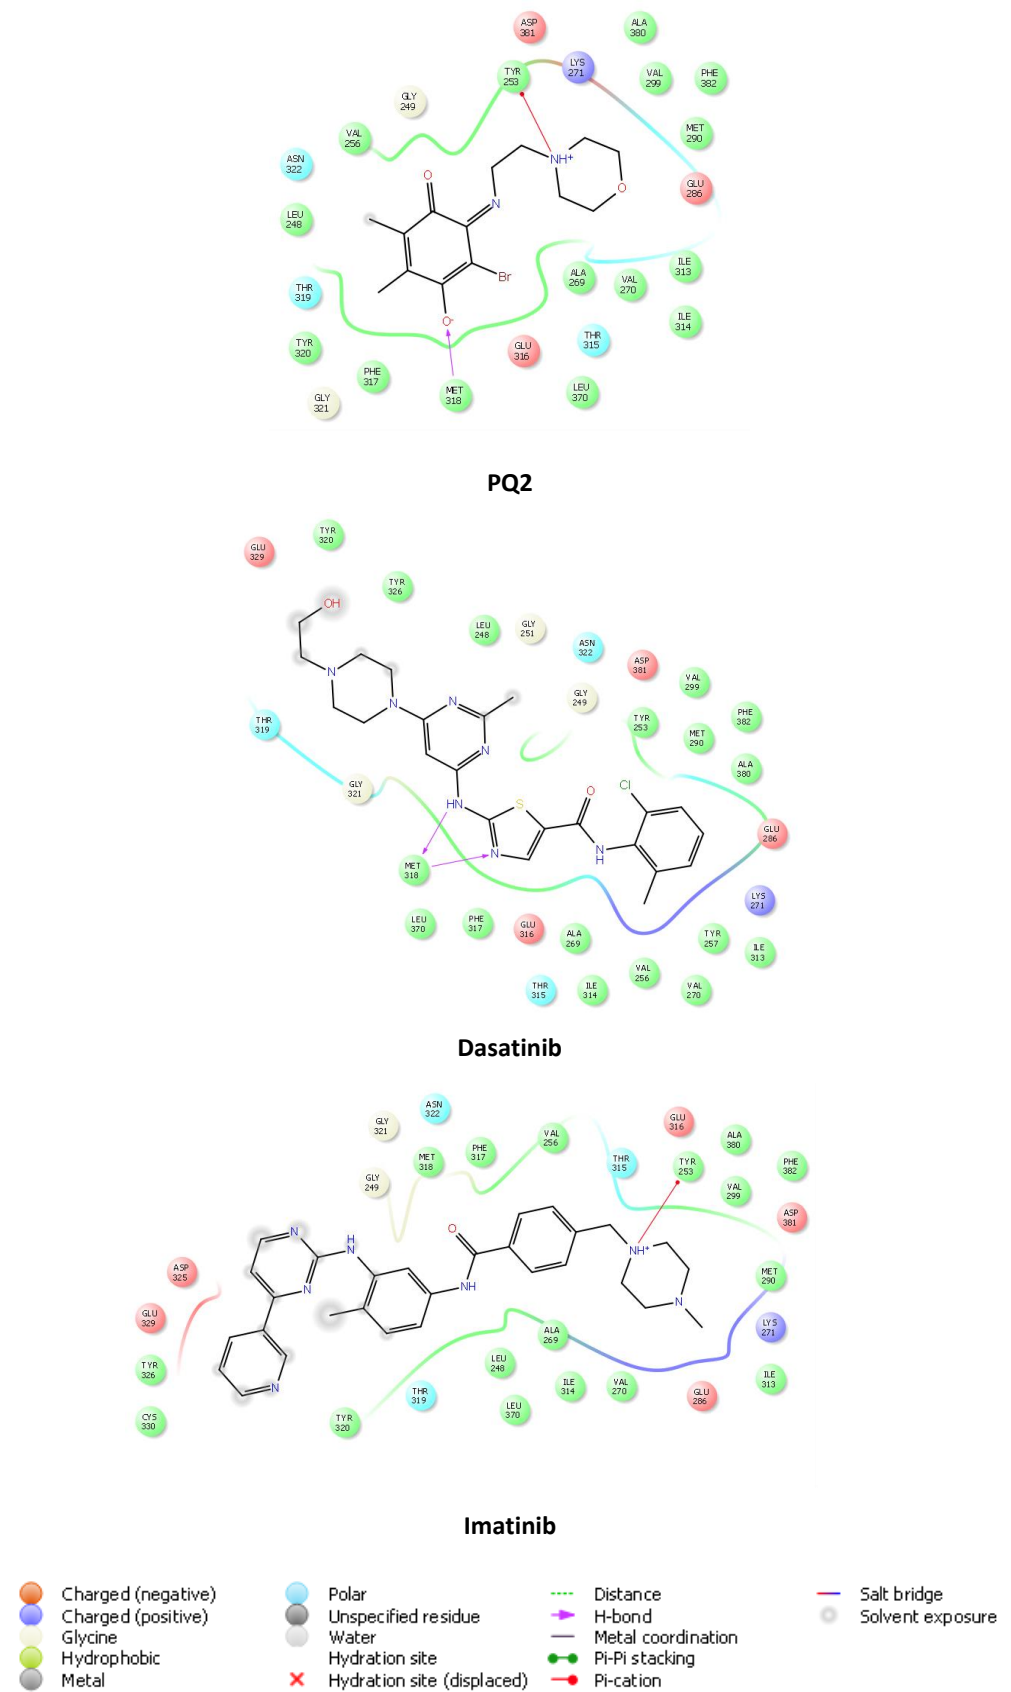 ASP
381
ALA
380
TYR
253
LYS
271
VAL
299
PHE
382
GLY
249
VAL
256
MET
290
ASN
322
NH+
O
O
GLU
286
N
LEU
248
Br
ALA
269
VAL
270
ILE
313
THR
319
O-
ILE
314
TYR
320
PHE
317
GLU
316
THR
315
GLY
321
MET
318
LEU
370
PQ2
GLU
329
TYR
320
TYR
326
OH
LEU
248
GLY
251
ASN
322
ASP
381
N
VAL
299
THR
319
N
N
GLY
249
TYR
253
MET
290
PHE
382
N
ALA
380
GLY
321
HN
S
O
Cl
GLU
286
MET
318
N
N
H
LYS
271
LEU
370
PHE
317
GLU
316
ALA
269
TYR
257
ILE
313
THR
315
ILE
314
VAL
256
VAL
270
Dasatinib
GLY
321
ASN
322
MET
318
PHE
317
VAL
256
GLU
316
THR
315
TYR
253
ALA
380
PHE
382
GLY
249
VAL
299
ASP
381
N
H
N
O
NH+
ASP
325
N
NH
N
MET
290
GLU
329
LYS
271
TYR
326
N
ALA
269
LEU
248
ILE
314
VAL
270
ILE
313
CYS
330
TYR
320
THR
319
LEU
370
GLU
286
Imatinib
Charged (negative) Polar Distance Salt bridge
Charged (positive) Unspecified residue H-bond Solvent exposure
Glycine Water Metal coordination
Hydrophobic Hydration site Pi-Pi stacking
Metal Hydration site (displaced) Pi-cation